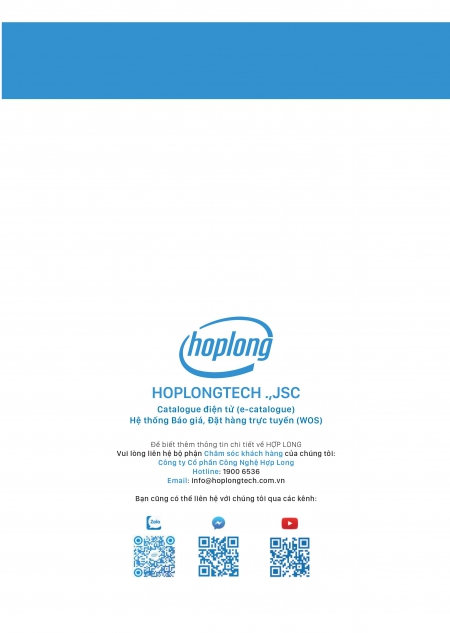 hoplong
HOPLONGTECH .,JSC
Catalogue điện tử (e-catalogue)
Hệ thống Báo giá, Đặt hàng trực tuyến (WOS)
Để biết thêm thông tin chi tiết về HỢP LONG
Vui lòng liên hệ bộ phận Chăm sóc khách hàng của chúng tôi:
Công ty Cổ phần Công Nghệ Hợp Long
Hotline: 1900 6536
Email: info@hoplongtech.com.vn
Bạn cũng có thể liên hệ với chúng tôi qua các kênh:
Zalo